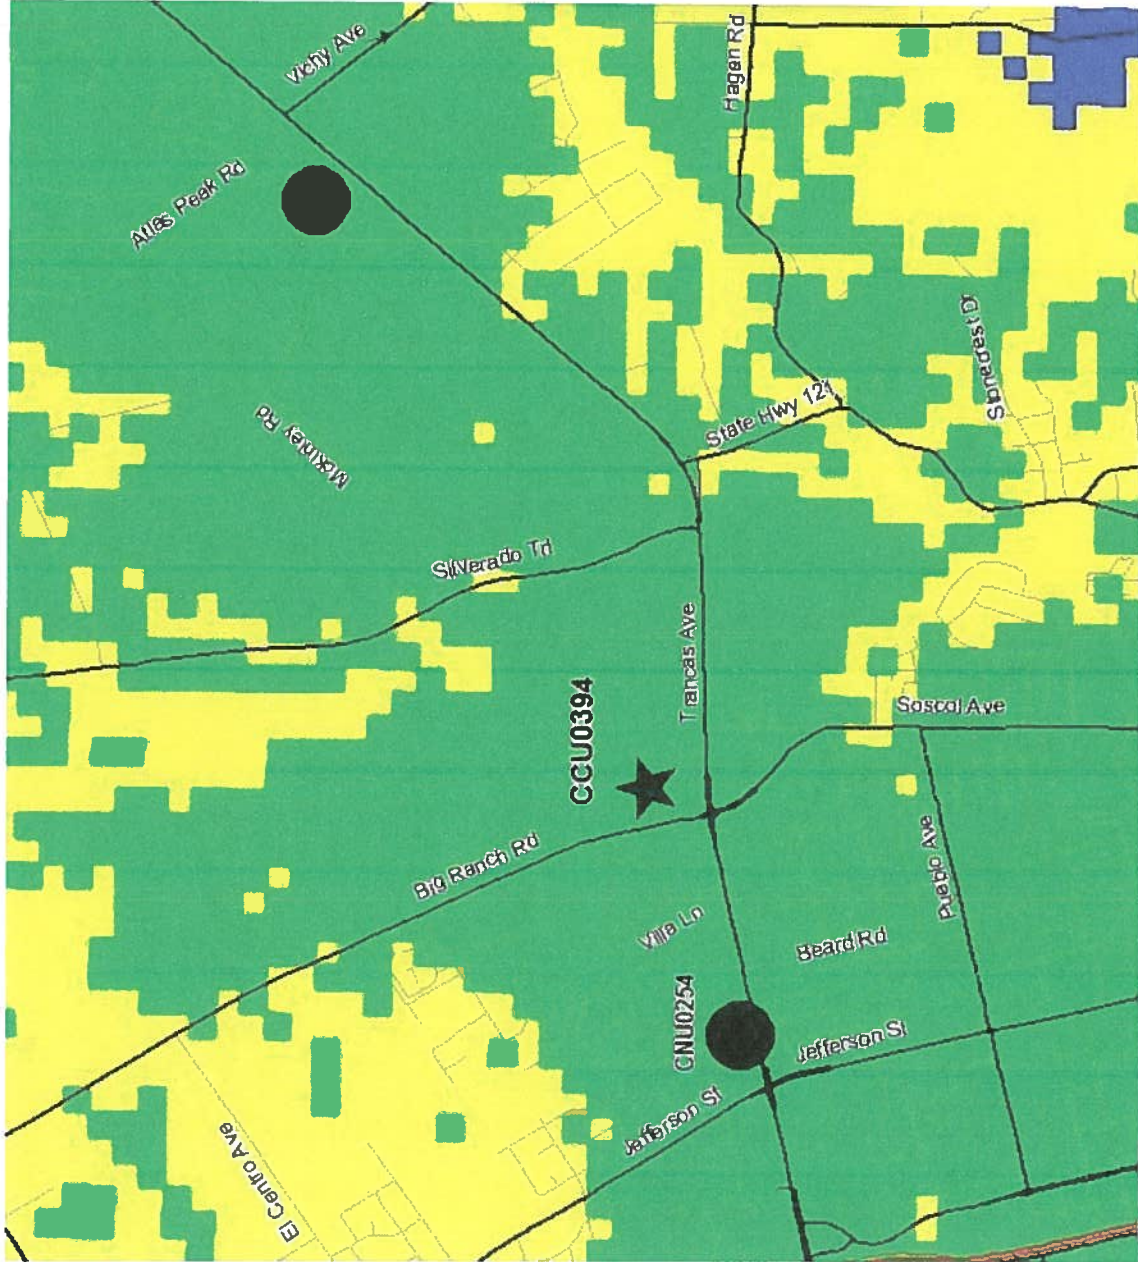 Vichy Ave
Hagen Rd
Atlas Peak Rd
McKinley Rd
Stonecrest Dr
State Hwy 121
Silverado Trl
Trancas Ave
CCU0394
Soscol Ave
Big Ranch Rd
Pueblo Ave
Villa Ln
Beard Rd
CNU0254
Jefferson St
Jefferson St
El Centro Ave